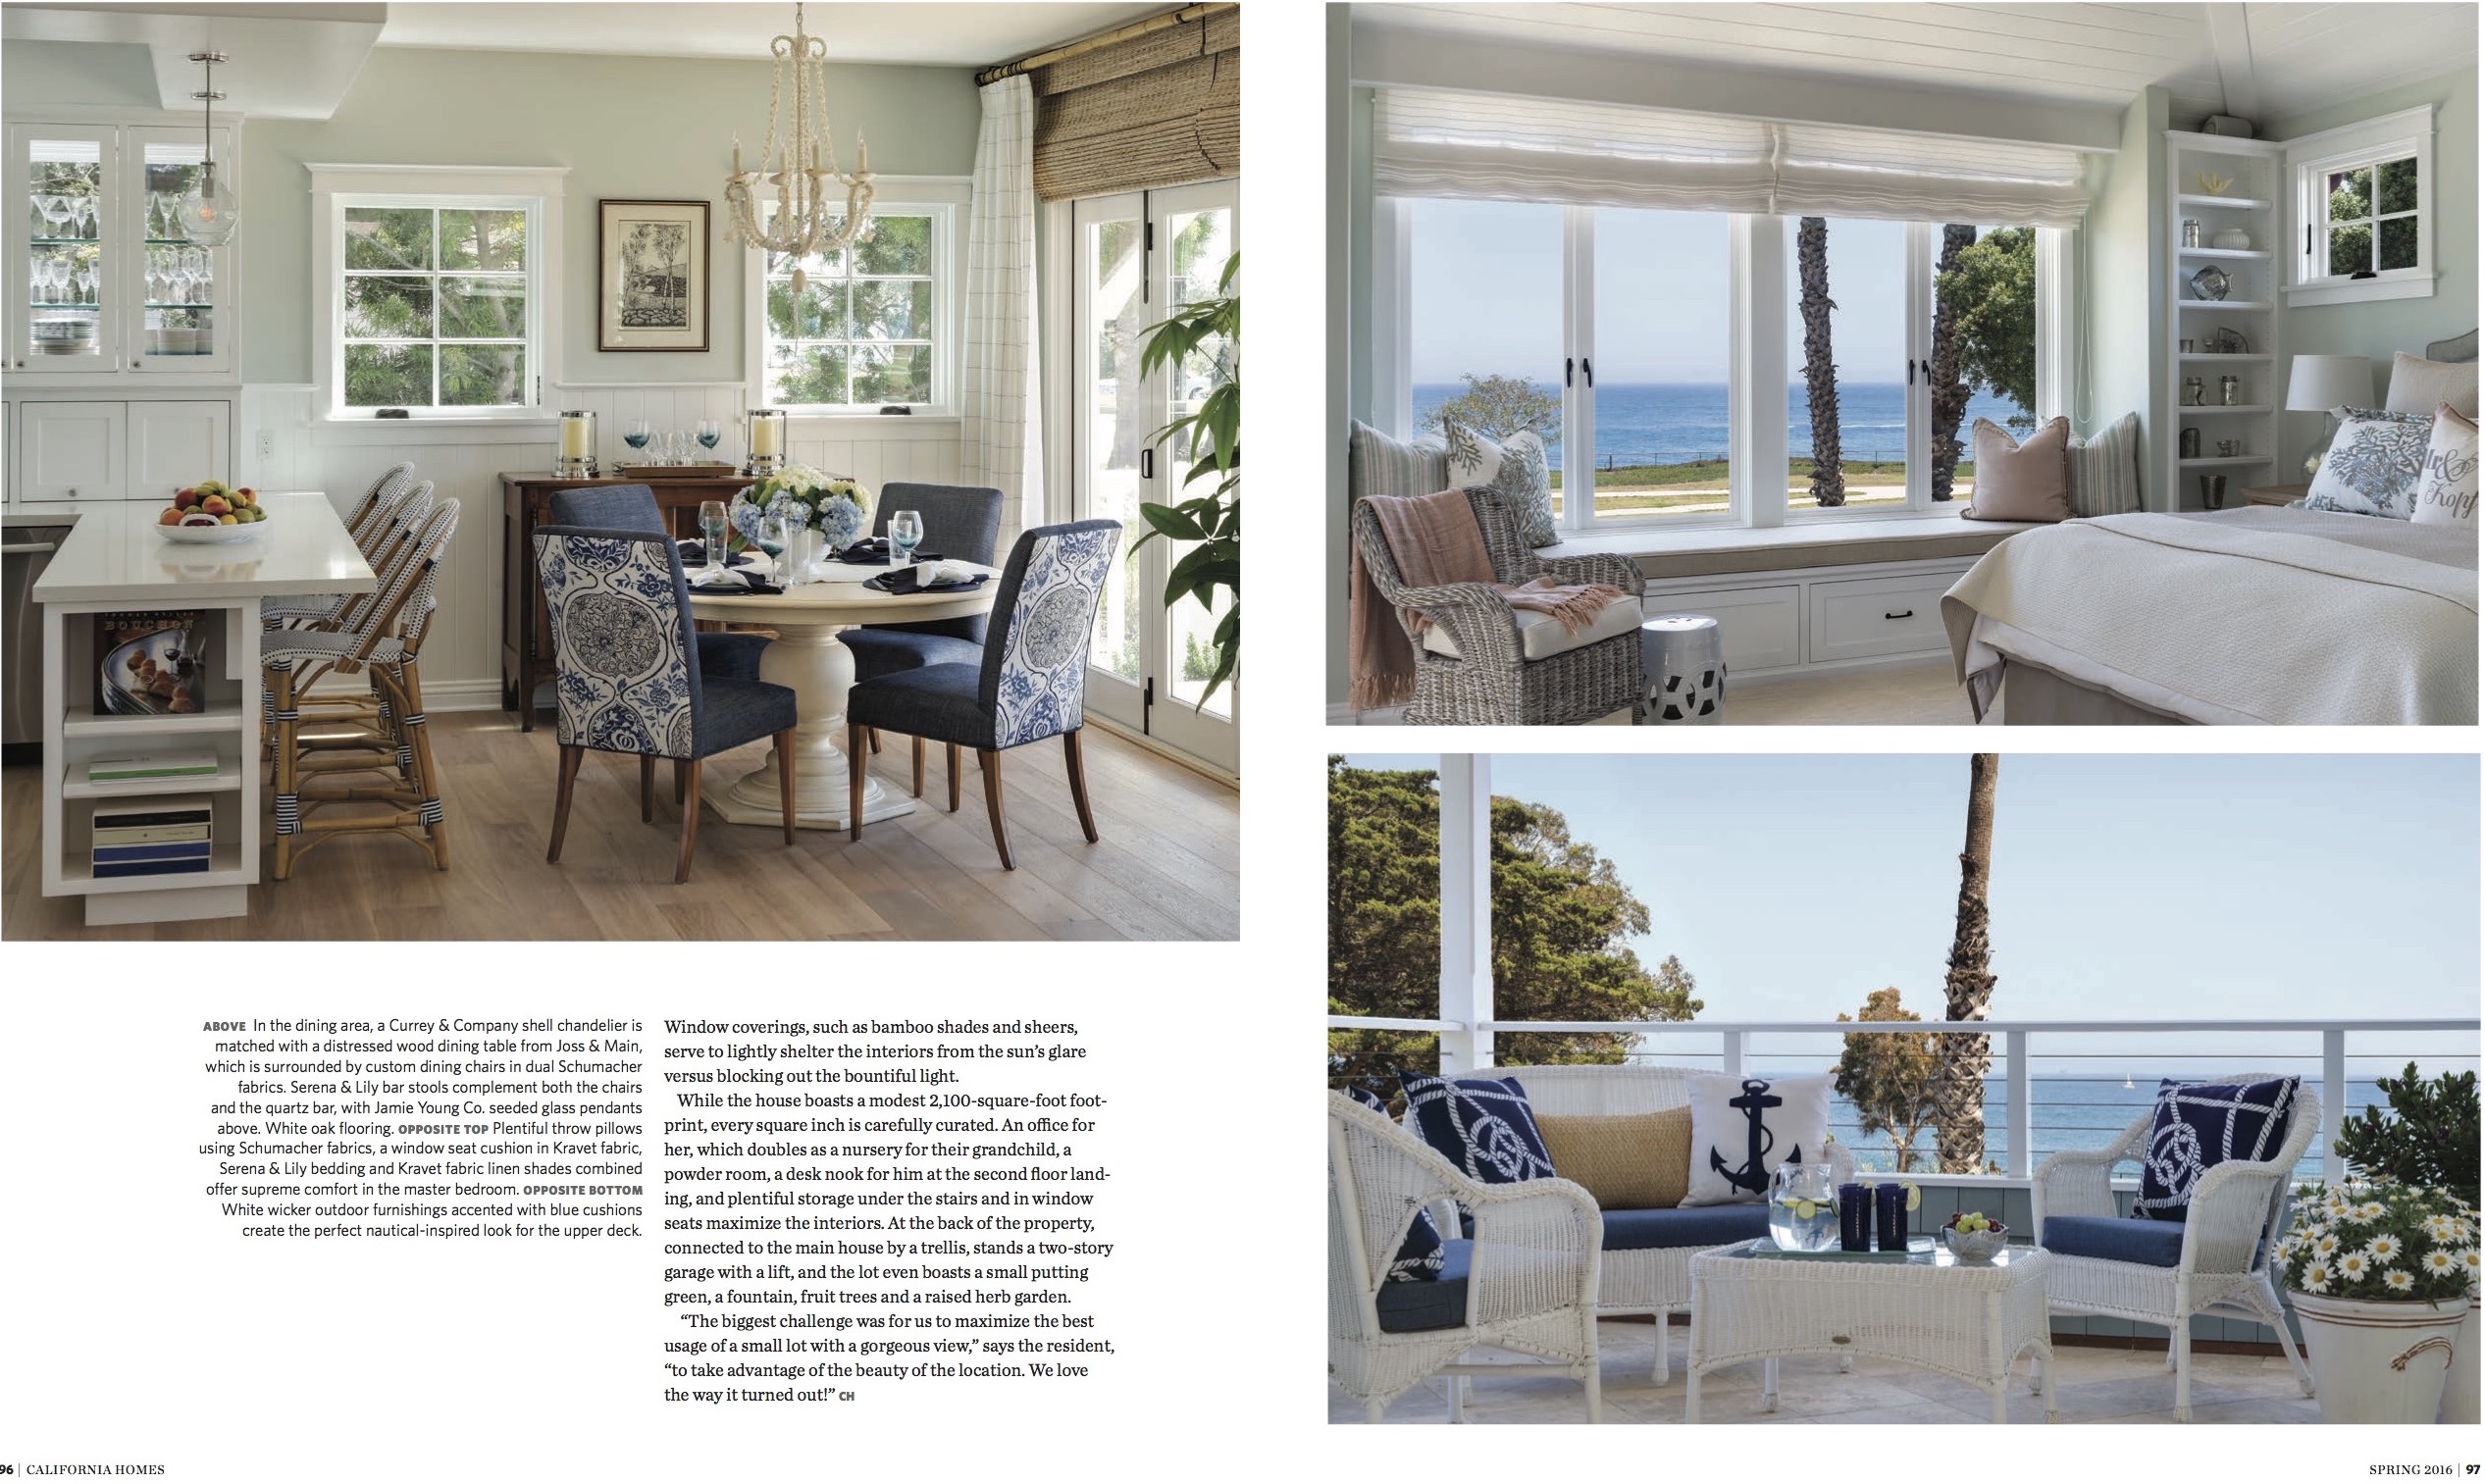 BOUCHON
Mr&
Kopf
ABOVE In the dining area, a Currey & Company shell chandelier is
matched with a distressed wood dining table from Joss & Main,
which is surrounded by custom dining chairs in dual Schumacher
fabrics. Serena & Lily bar stools complement both the chairs
and the quartz bar, with Jamie Young Co. seeded glass pendants
above. White oak flooring. OPPOSITE TOP Plentiful throw pillows
using Schumacher fabrics, a window seat cushion in Kravet fabric,
Serena & Lily bedding and Kravet fabric linen shades combined
offer supreme comfort in the master bedroom. OPPOSITE BOTTOM
White wicker outdoor furnishings accented with blue cushions
create the perfect nautical-inspired look for the upper deck.
Window coverings, such as bamboo shades and sheers,
serve to lightly shelter the interiors from the sun’s glare
versus blocking out the bountiful light.
While the house boasts a modest 2,100-square-foot foot-
print, every square inch is carefully curated. An office for
her, which doubles as a nursery for their grandchild, a
powder room, a desk nook for him at the second floor land-
ing, and plentiful storage under the stairs and in window
seats maximize the interiors. At the back of the property,
connected to the main house by a trellis, stands a two-story
garage with a lift, and the lot even boasts a small putting
green, a fountain, fruit trees and a raised herb garden.
“The biggest challenge was for us to maximize the best
usage of a small lot with a gorgeous view,” says the resident,
“to take advantage of the beauty of the location. We love
the way it turned out!” CH
96 | CALIFORNIA HOMES
SPRING 2016 | 97